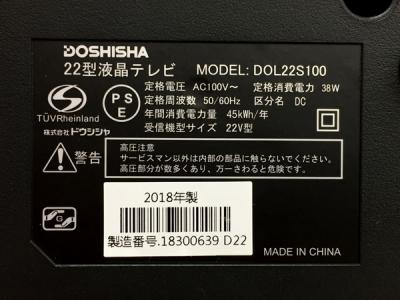 DOSHISHA
22型液晶テレビ MODEL: DOL22S100
定格電圧 AC100V～ 定格消費電力 38W
定格周波数 50/60Hz 区分名 DC
年間消費電力量 45kWh/年
受信機型サイズ 22V型
S
TÜVRheinland
PS
E
株式会社ドウシシャ
警告
高圧注意
サービスマン以外は内部の部品に触らないでください。
高圧部分が数多くあり、万一さわると危険です。
G
2018年製
製造番号.18300639 D22
MADE IN CHINA